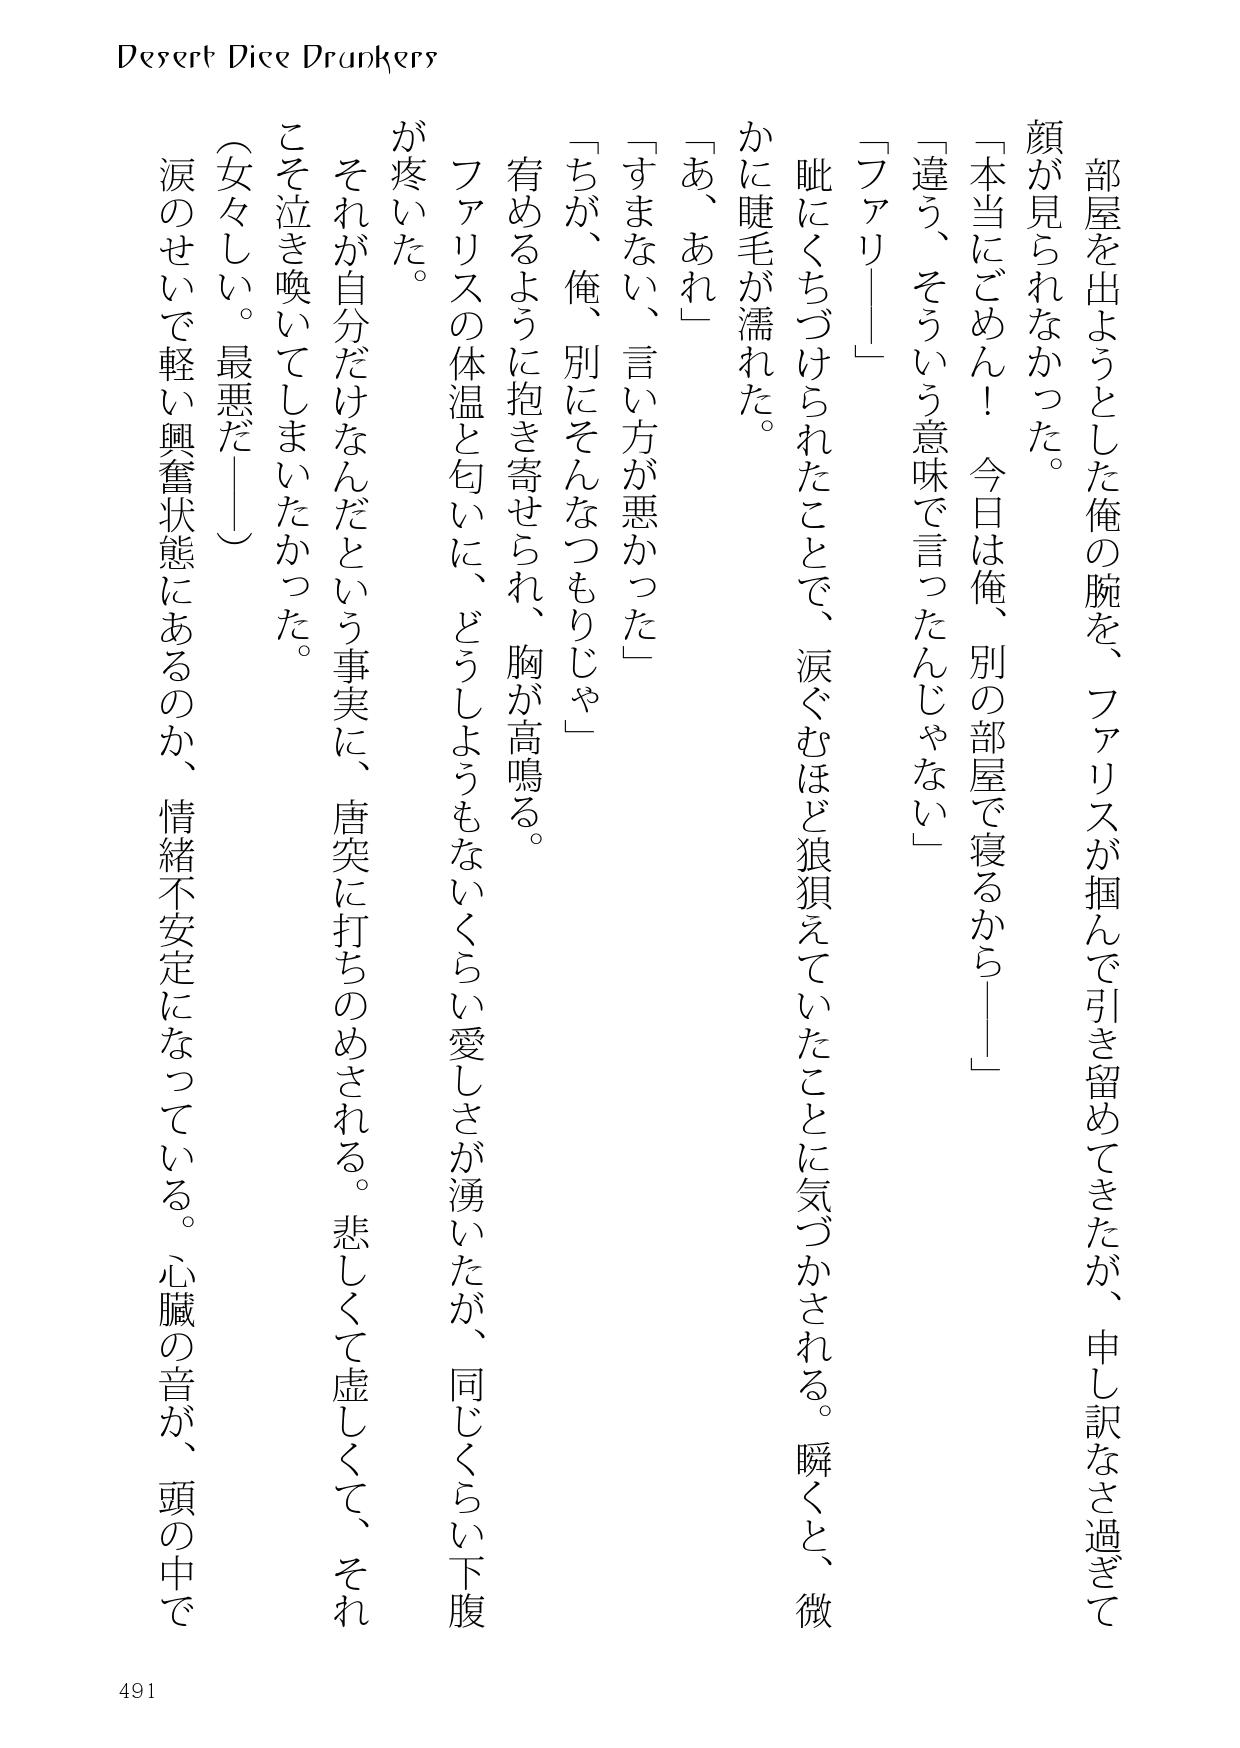 Desert Dice Drunkers
部屋を出ようとした俺の腕を、ファリスが掴んで引き留めてきたが、申し訳なさ過ぎて
顔が見られなかった。
「本当にごめん！　今日は俺、別の部屋で寝るから――」
「違う、そういう意味で言ったんじゃない」
「ファリ――」
眦にくちづけられたことで、涙ぐむほど狼狽えていたことに気づかされる。瞬くと、微
かに睫毛が濡れた。
「あ、あれ」
「すまない、言い方が悪かった」
「ちが、俺、別にそんなつもりじゃ」
宥めるように抱き寄せられ、胸が高鳴る。
ファリスの体温と匂いに、どうしようもないくらい愛しさが湧いたが、同じくらい下腹
が疼いた。
それが自分だけなんだという事実に、唐突に打ちのめされる。悲しくて虚しくて、それ
こそ泣き喚いてしまいたかった。
（女々しい。最悪だ――）
涙のせいで軽い興奮状態にあるのか、情緒不安定になっている。心臓の音が、頭の中で
491